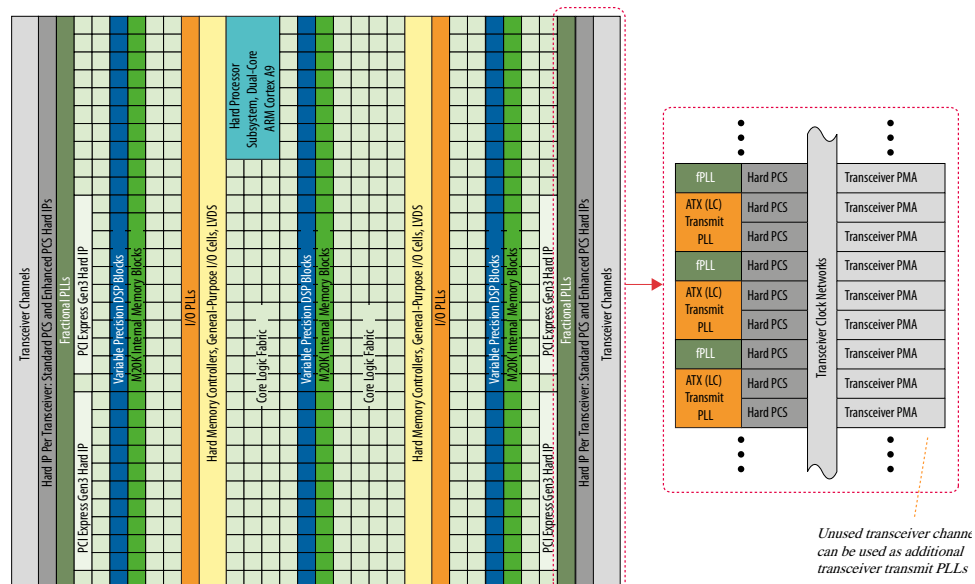 Transceiver Channels
Hard IP Per Transceiver: Standard PCS and Enhanced PCS Hard IPs
Fractional PLLs
PCI Express Gen3 Hard IP
PCI Express Gen3 Hard IP
Variable Precision DSP Blocks
M20K Internal Memory Blocks
I/O PLLs
Hard Memory Controllers, General-Purpose I/O Cells, LVDS
Hard Processor
Subsystem, Dual-Core
ARM Cortex A9
Core Logic Fabric
Variable Precision DSP Blocks
M20K Internal Memory Blocks
Core Logic Fabric
Hard Memory Controllers, General-Purpose I/O Cells, LVDS
I/O PLLs
Variable Precision DSP Blocks
M20K Internal Memory Blocks
PCI Express Gen3 Hard IP
PCI Express Gen3 Hard IP
Fractional PLLs
Hard IP Per Transceiver: Standard PCS and Enhanced PCS Hard IPs
Transceiver Channels
fPLL
ATX (LC)
Transmit
PLL
fPLL
ATX (LC)
Transmit
PLL
fPLL
ATX (LC)
Transmit
PLL
Hard PCS
Hard PCS
Hard PCS
Hard PCS
Hard PCS
Hard PCS
Hard PCS
Hard PCS
Hard PCS
Transceiver Clock Networks
Transceiver PMA
Transceiver PMA
Transceiver PMA
Transceiver PMA
Transceiver PMA
Transceiver PMA
Transceiver PMA
Transceiver PMA
Transceiver PMA
Unused transceiver
can be used as additional
transceiver transmit PLLs